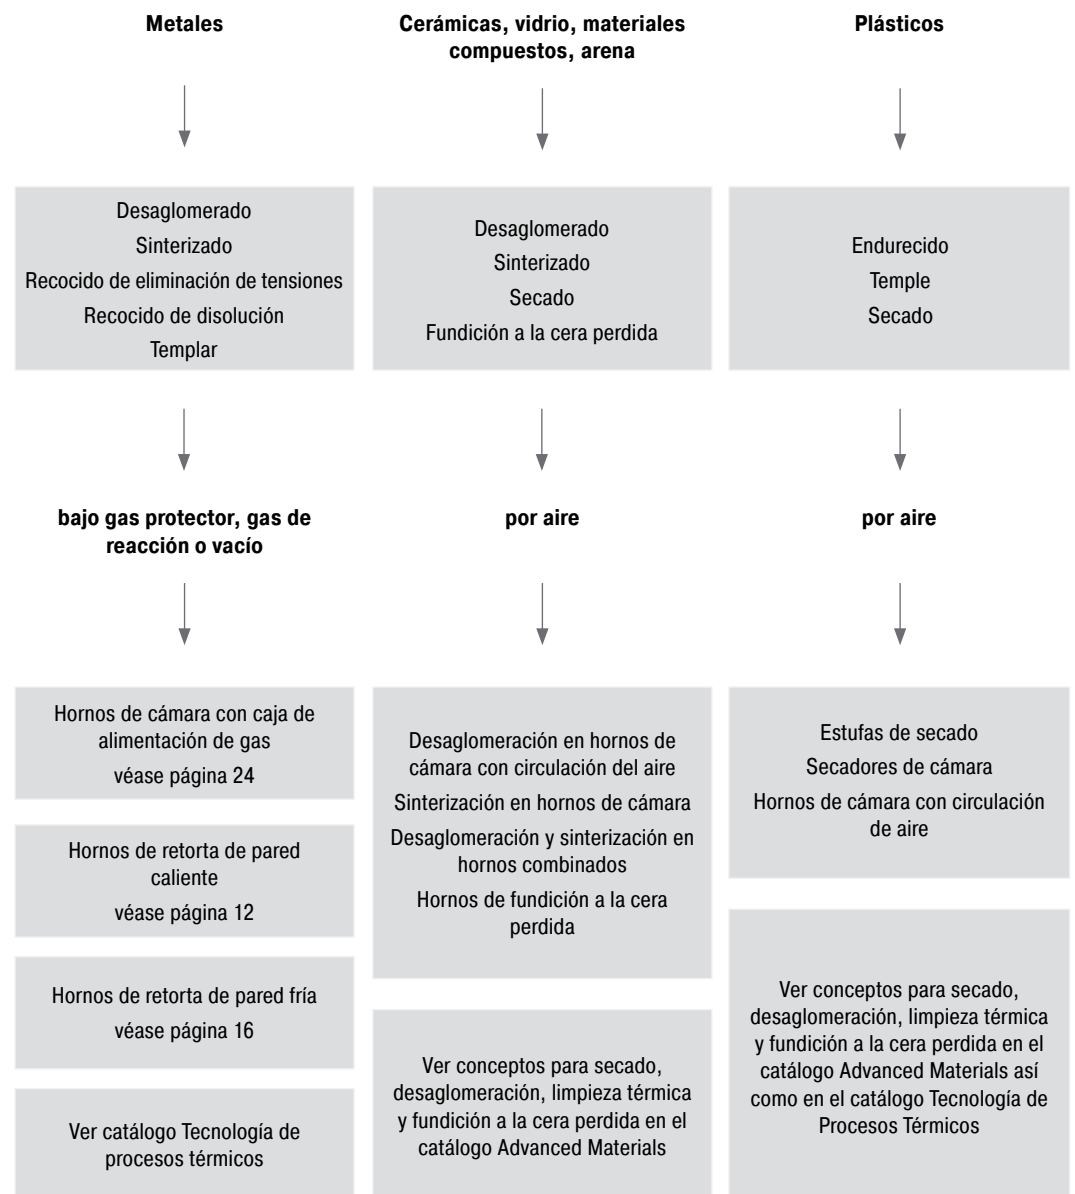 Metales
Desaglomerado
Sinterizado
Recocido de eliminación de tensiones
Recocido de disolución
Templar
bajo gas protector, gas de
reacción o vacío
Hornos de cámara con caja de
alimentación de gas
véase página 24
Hornos de retorta de pared
caliente
véase página 12
Hornos de retorta de pared fría
véase página 16
Ver catálogo Tecnología de
procesos térmicos
Cerámicas, vidrio, materiales
compuestos, arena
Desaglomerado
Sinterizado
Secado
Fundición a la cera perdida
por aire
Desaglomeración en hornos de
cámara con circulación del aire
Sinterización en hornos de cámara
Desaglomeración y sinterización en
hornos combinados
Hornos de fundición a la cera
perdida
Ver conceptos para secado,
desaglomeración, limpieza térmica
y fundición a la cera perdida en el
catálogo Advanced Materials
Plásticos
Endurecido
Temple
Secado
por aire
Estufas de secado
Secadores de cámara
Hornos de cámara con circulación
de aire
Ver conceptos para secado,
desaglomeración, limpieza térmica
y fundición a la cera perdida en el
catálogo Advanced Materials así
como en el catálogo Tecnología de
Procesos Térmicos